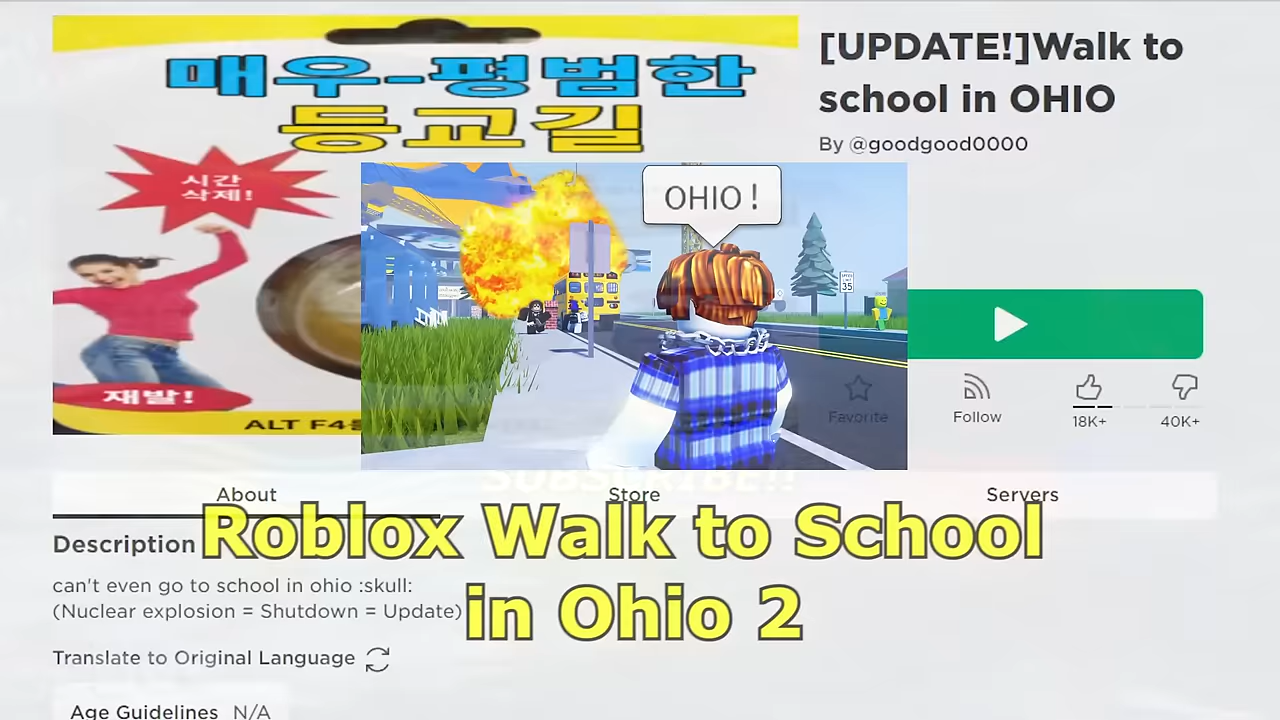 매우-평범한
등교길
시간
삭제!
재발!
ALT F4
[UPDATE!]Walk to
school in OHIO
By @goodgood0000
OHIO !
SPEED
LIMIT
35
Favorite
Follow
18K+
40K+
SUBSCRIBE!!
About
Store
Servers
Roblox Walk to School
in Ohio 2
Description
can't even go to school in ohio :skull:
(Nuclear explosion = Shutdown = Update)
Translate to Original Language
Age Guidelines N/A